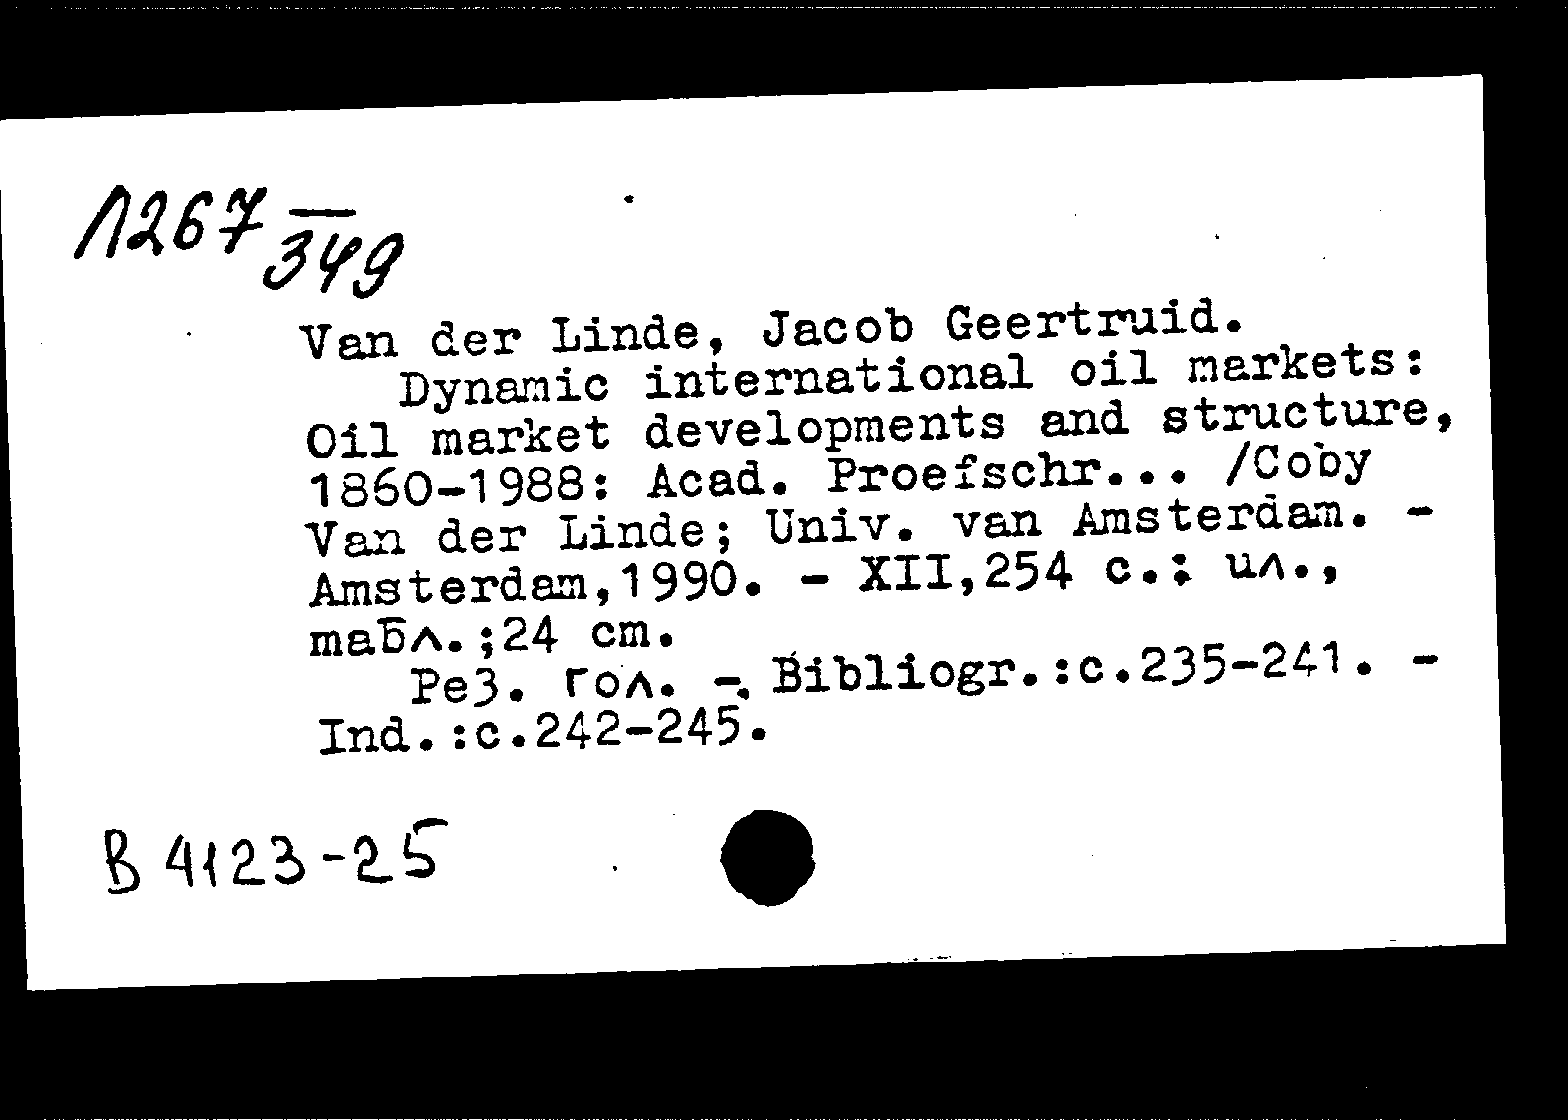 Л267 —
349
Van der Linde, Jacob Geertruid.
Dynamic international oil markets:
Oil market developments and structure,
1860-1988: Acad. Proefschr... /Coby
Van der Linde; Univ. van Amsterdam. -
Amsterdam,1990. - XII,254 с.: ил.,
табл.;24 cm.
Рез. гол. -. Bibliogr.:с.235-241. -
Ind.:с.242-245.
В 4123-25